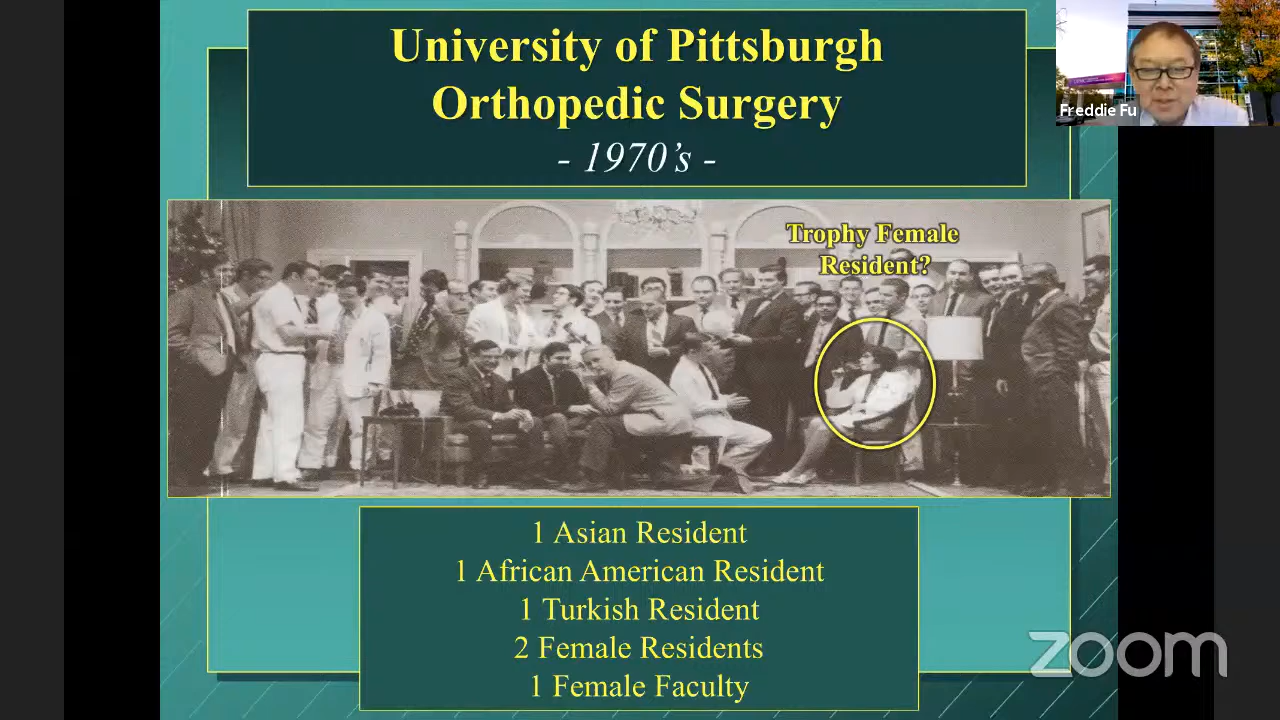 University of Pittsburgh
Orthopedic Surgery
- 1970's -
Freddie Fu
Trophy Female
Resident?
1 Asian Resident
1 African American Resident
1 Turkish Resident
2 Female Residents
1 Female Faculty
zoom